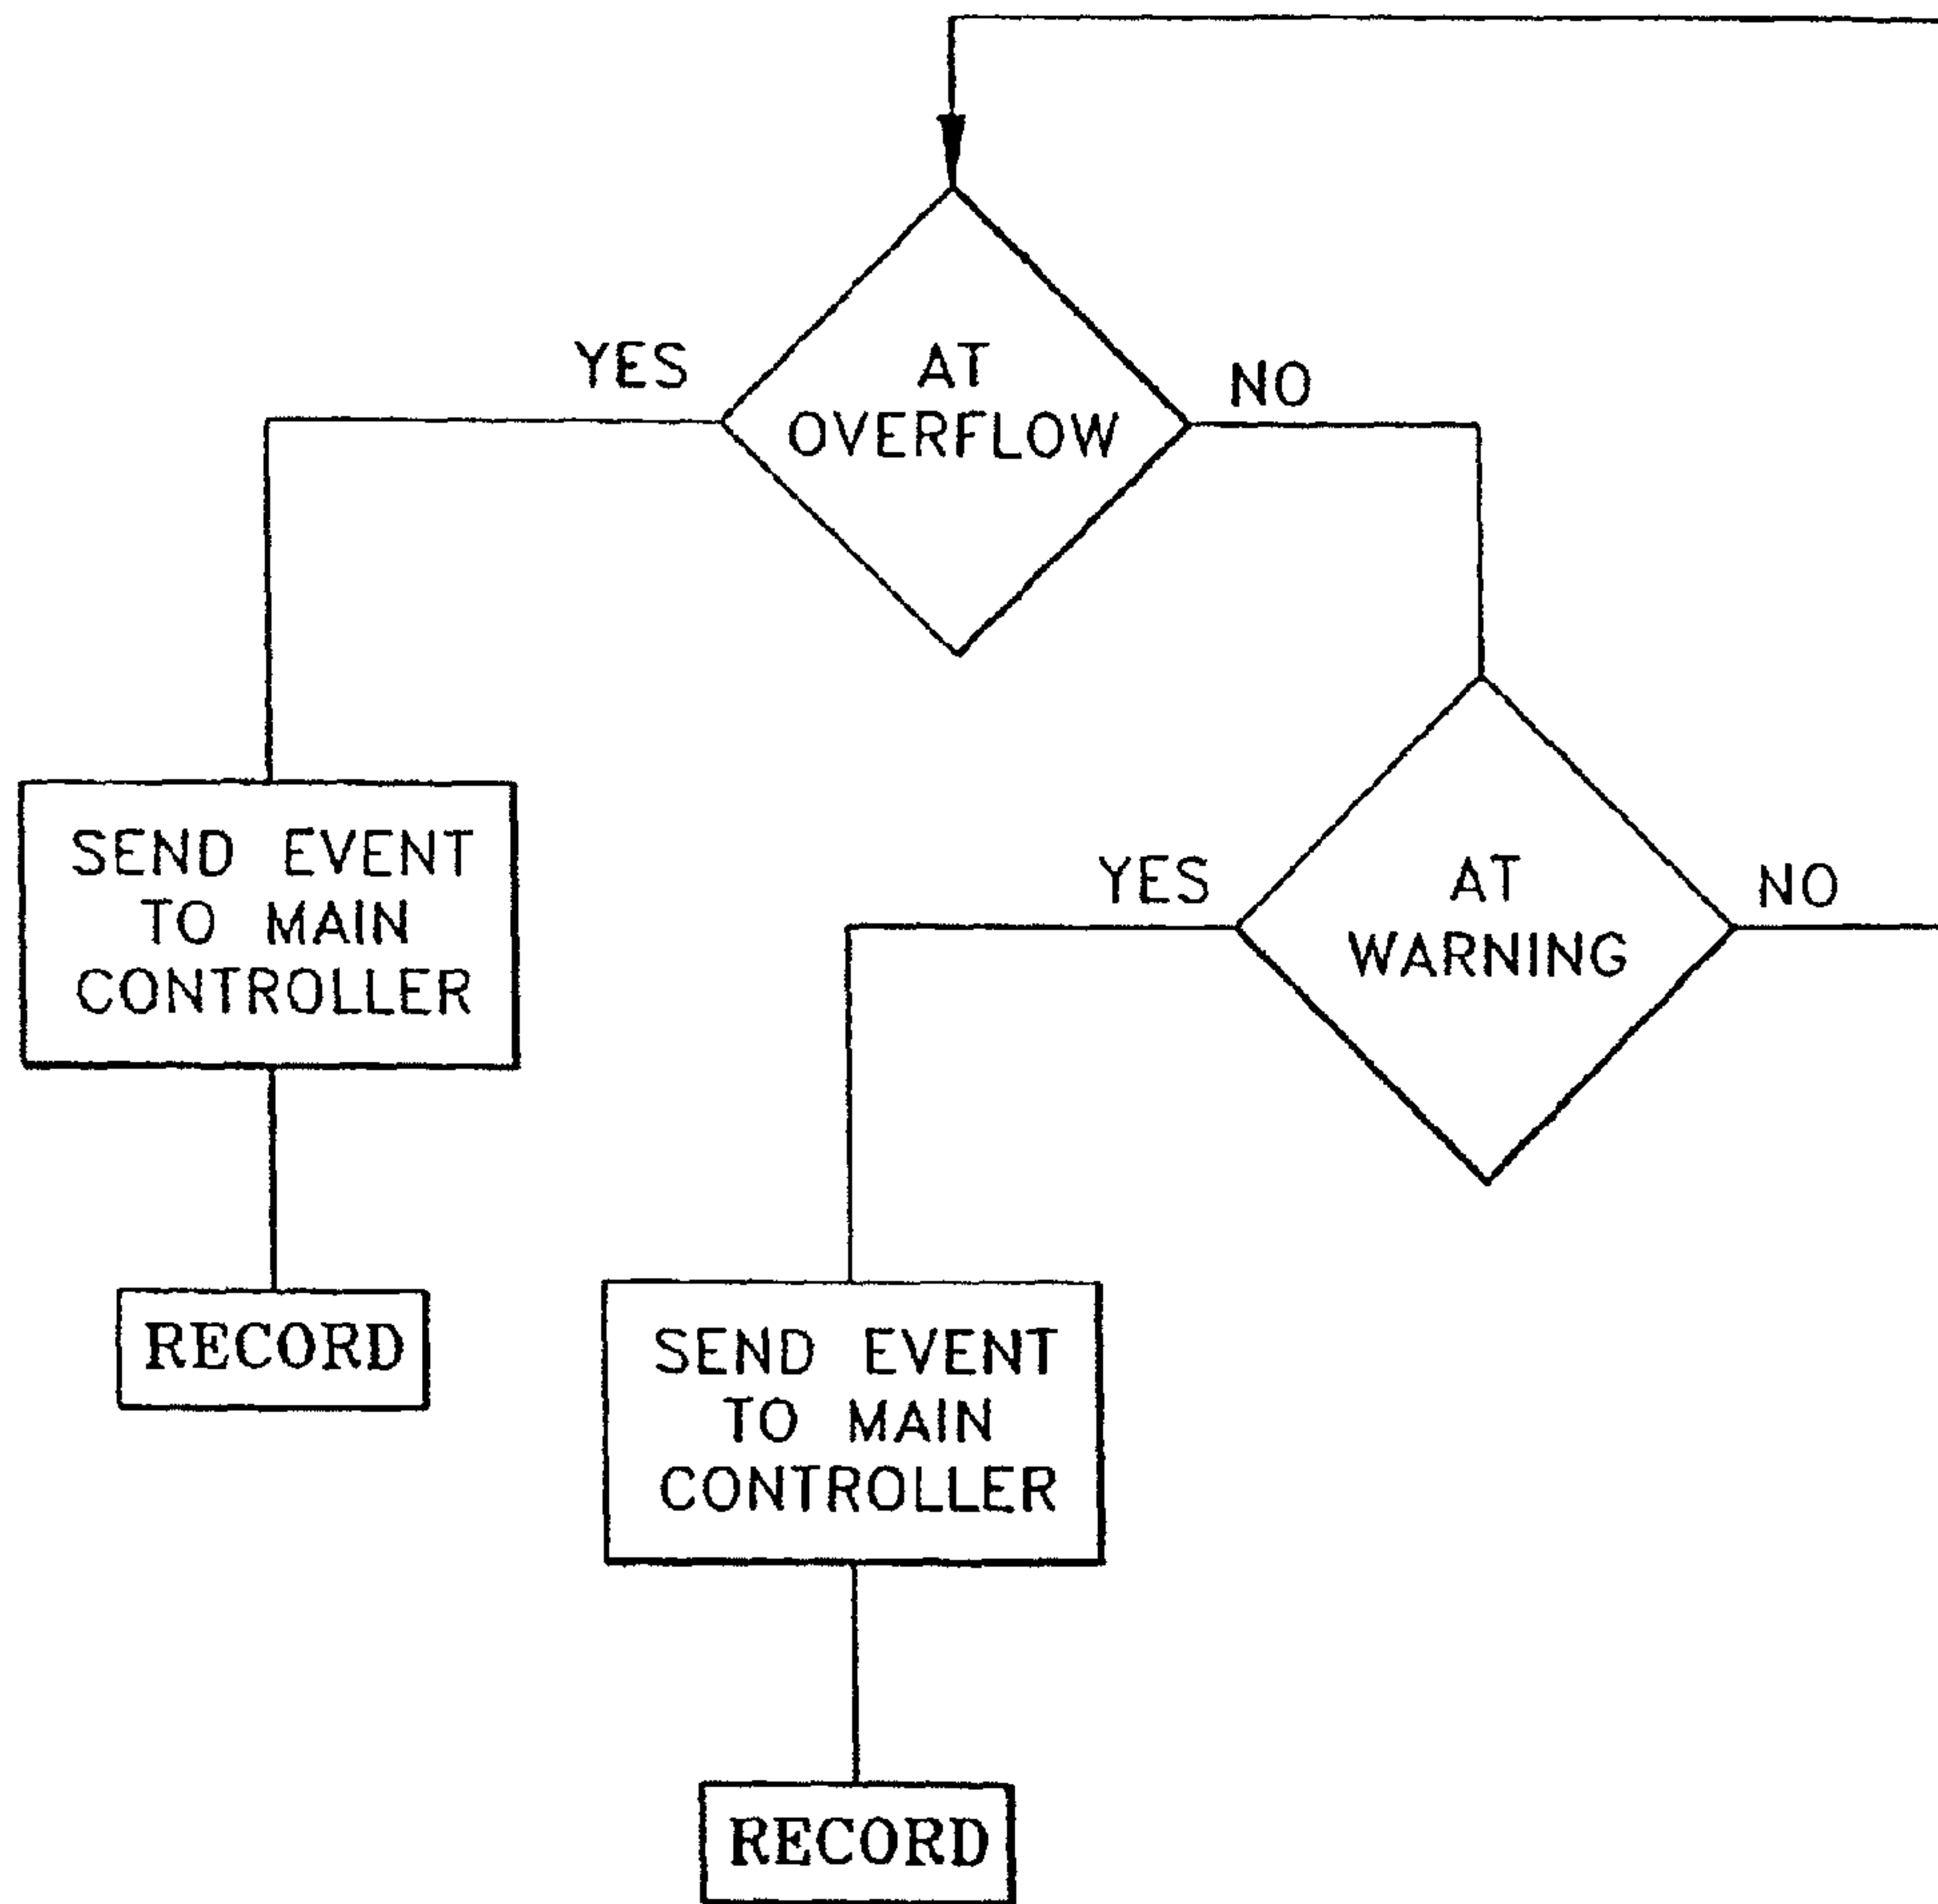 YES
AT
OVERFLOW
NO
SEND EVENT
TO MAIN
CONTROLLER
YES
AT
WARNING
NO
RECORD
SEND EVENT
TO MAIN
CONTROLLER
RECORD